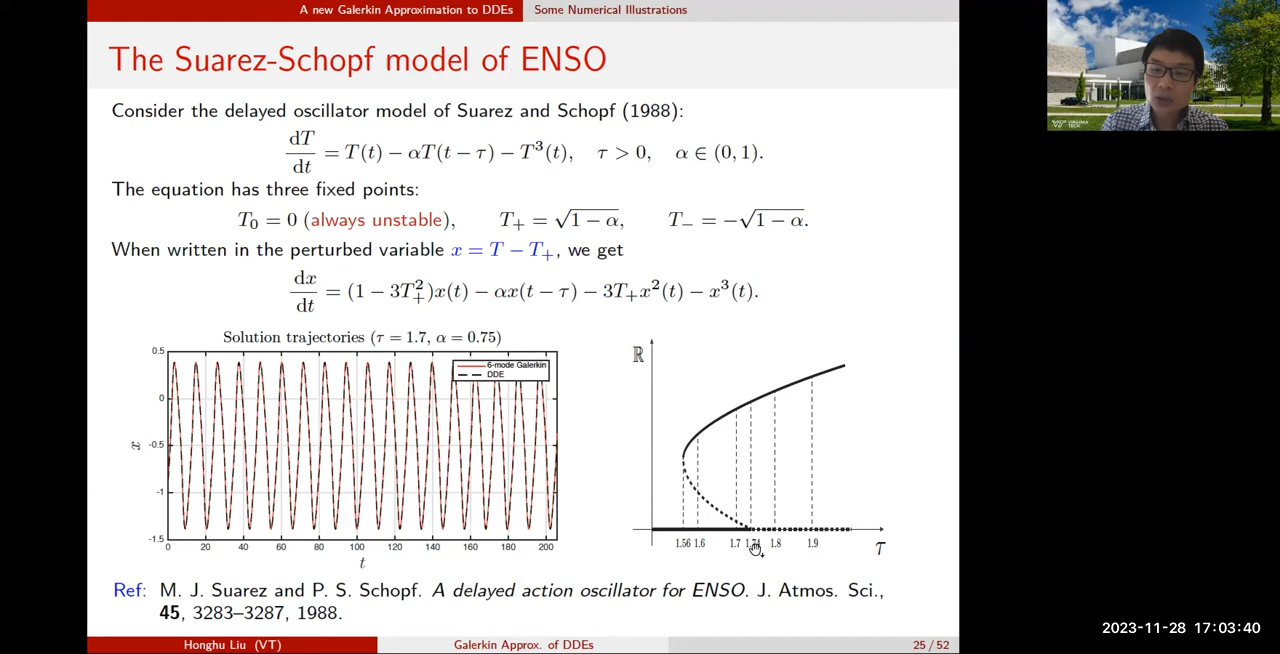 A new Galerkin Approximation to DDEs Some Numerical Illustrations
The Suarez-Schopf model of ENSO
Consider the delayed oscillator model of Suarez and Schopf (1988):
dT/dt = T(t) − αT(t − τ) − T³(t), τ > 0, α ∈ (0, 1).
The equation has three fixed points:
T₀ = 0 (always unstable), T₊ = √(1 − α), T₋ = −√(1 − α).
When written in the perturbed variable x = T − T₊, we get
dx/dt = (1 − 3T₊²)x(t) − αx(t − τ) − 3T₊x²(t) − x³(t).
Solution trajectories (τ = 1.7, α = 0.75)
0.5
0
-0.5
-1
-1.5
x
6-mode Galerkin
DDE
0 20 40 60 80 100 120 140 160 180 200
t
ℝ
1.56 1.6 1.7 1.74 1.8 1.9
τ
Ref: M. J. Suarez and P. S. Schopf. A delayed action oscillator for ENSO. J. Atmos. Sci.,
45, 3283–3287, 1988.
Honghu Liu (VT) Galerkin Approx. of DDEs 25 / 52
VIRGINIA
TECH
2023-11-28 17:03:40